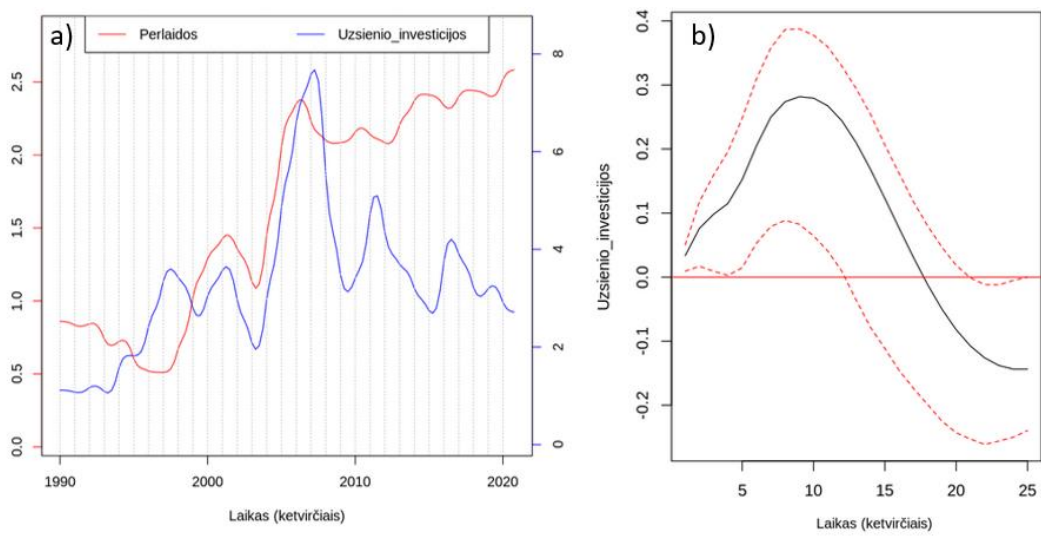 a)
Perlaidos
Uzsienio_investicijos
2.5
2.0
1.5
1.0
0.5
0.0
8
6
4
2
0
1990 2000 2010 2020
Laikas (ketvirčiais)
b)
Uzsienio_investicijos
0.4
0.3
0.2
0.1
0.0
-0.1
-0.2
5 10 15 20 25
Laikas (ketvirčiais)